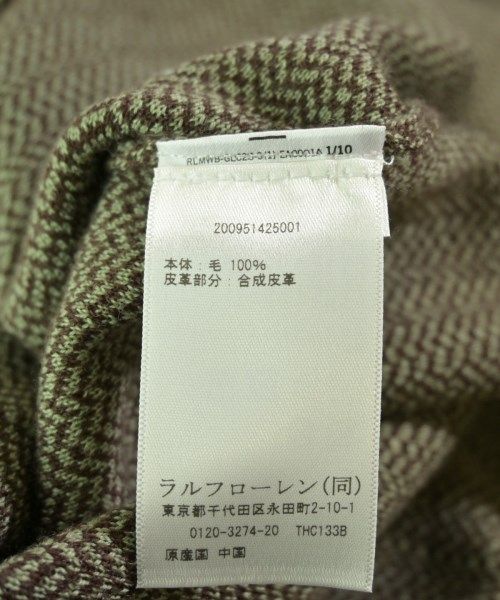 1/10
200951425001
本体：毛 100%
皮革部分：合成皮革
ラルフローレン(同)
東京都千代田区永田町2-10-1
0120-3274-20 THC133B
原産国 中国